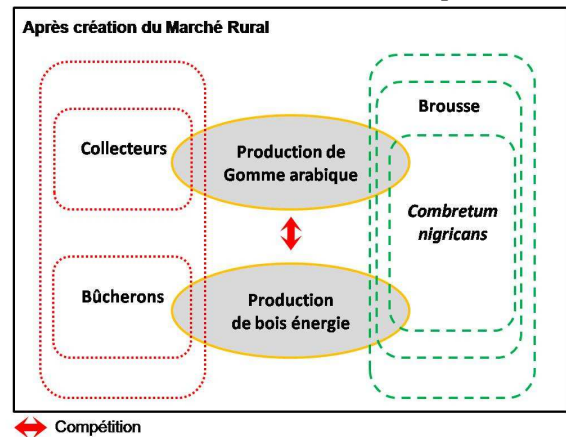 Après création du Marché Rural
Brousse
Collecteurs
Production de
Gomme arabique
Combretum
nigricans
Bûcherons
Production
de bois énergie
Compétition